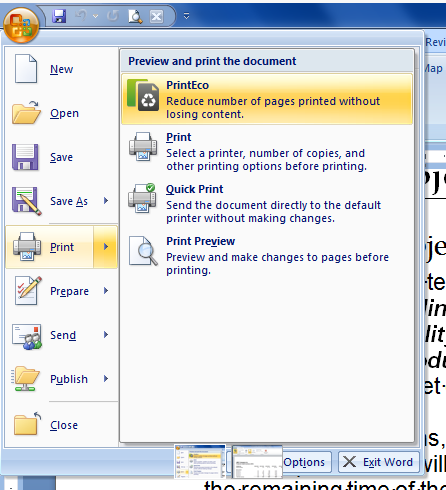 Revi
Map
New
Open
Save
Save As
Print
Prepare
Send
Publish
Close
Preview and print the document
PrintEco
Reduce number of pages printed without
losing content.
Print
Select a printer, number of copies, and
other printing options before printing.
Quick Print
Send the document directly to the default
printer without making changes.
Print Preview
Preview and make changes to pages before
printing.
Options
Exit Word
the remaining time of the